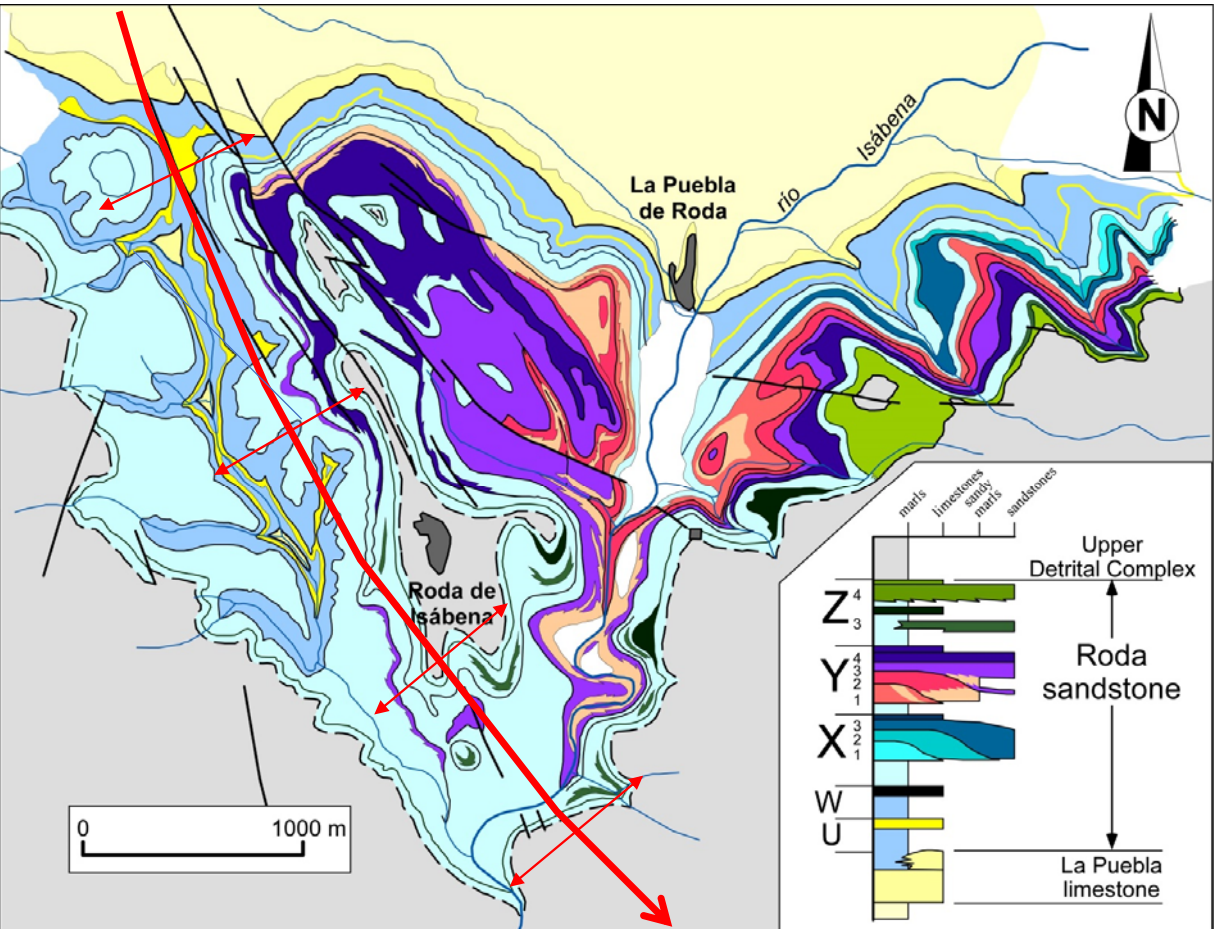 N
río
Isábena
La Puebla
de Roda
Roda de
Isábena
0
1000 m
marls
limestones
sandy
marls
sandstones
Upper
Detrital Complex
Z
4
3
Y
4
3
2
1
X
3
2
1
W
U
Roda
sandstone
La Puebla
limestone